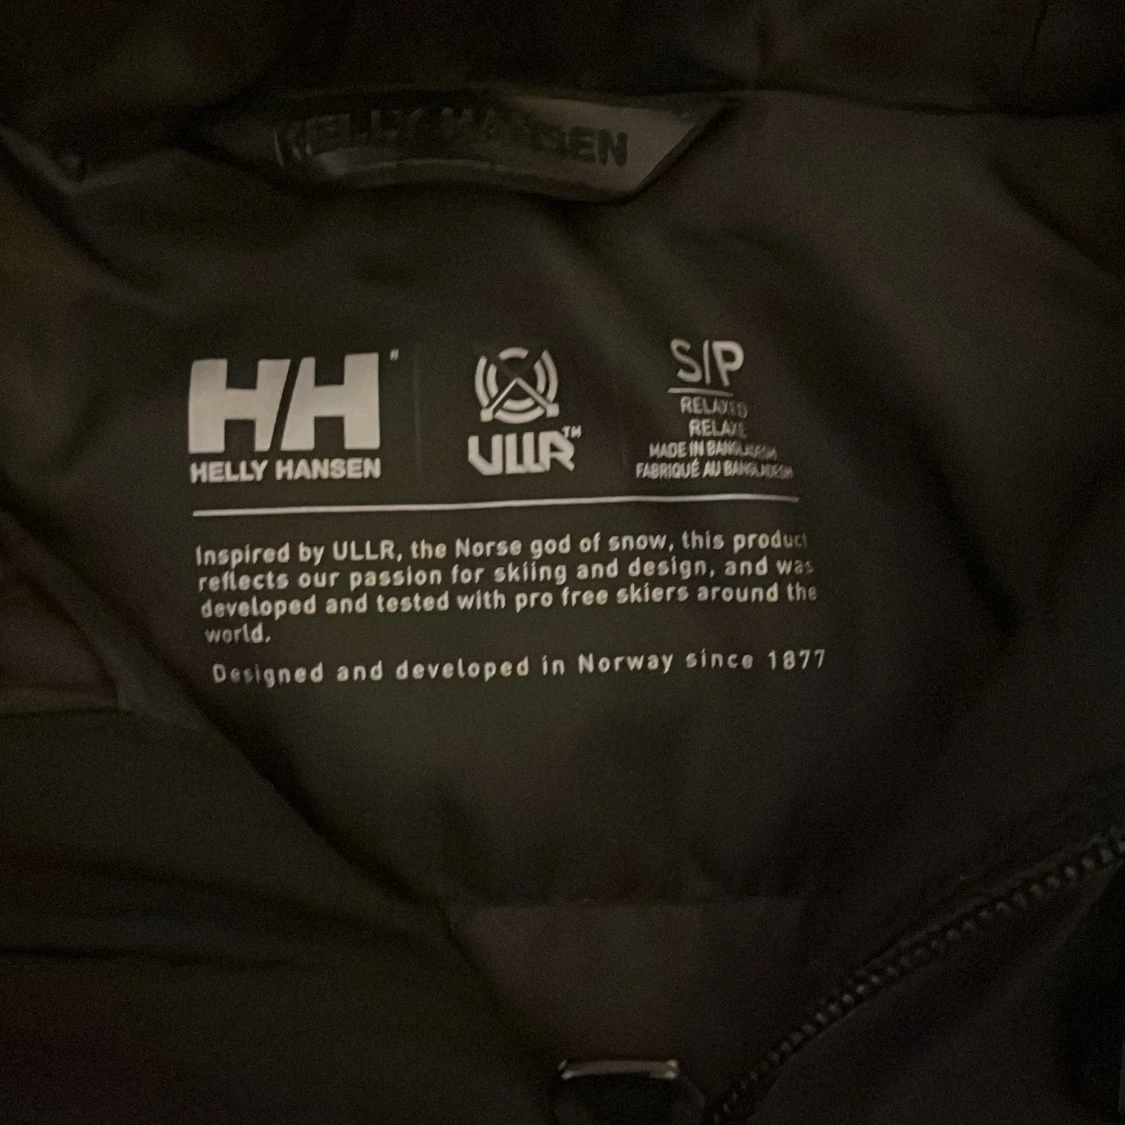 HELLY HANSEN
HH
HELLY HANSEN
ULLR™
S/P
RELAXED
RELAXE
MADE IN BANGLADESH
FABRIQUÉ AU BANGLADESH
Inspired by ULLR, the Norse god of snow, this product
reflects our passion for skiing and design, and was
developed and tested with pro free skiers around the
world.
Designed and developed in Norway since 1877